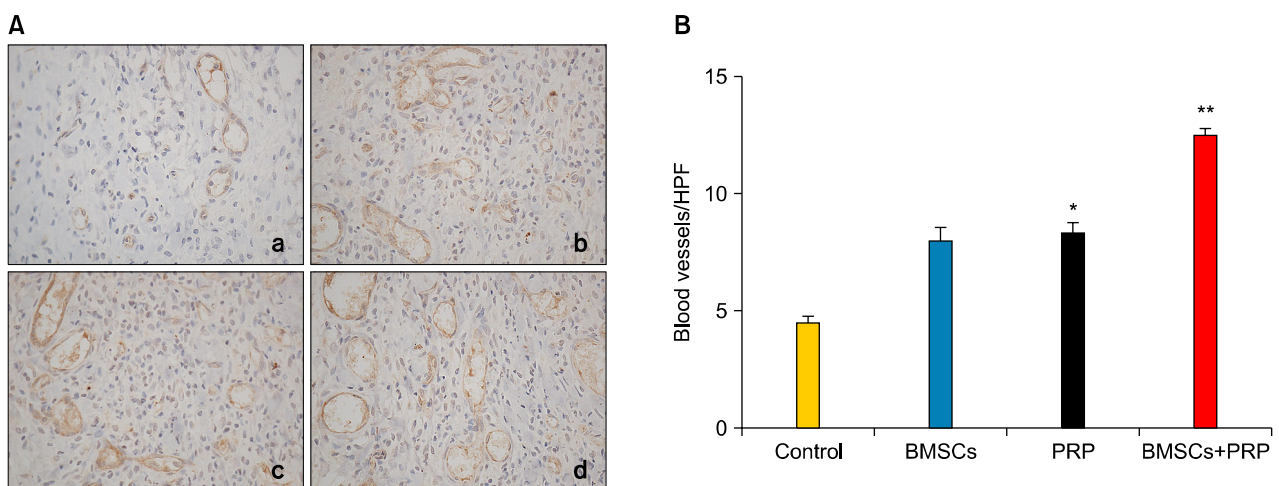 A
a
b
c
d
B
15
10
5
0
Blood vessels/HPF
*
**
Control
BMSCs
PRP
BMSCs+PRP